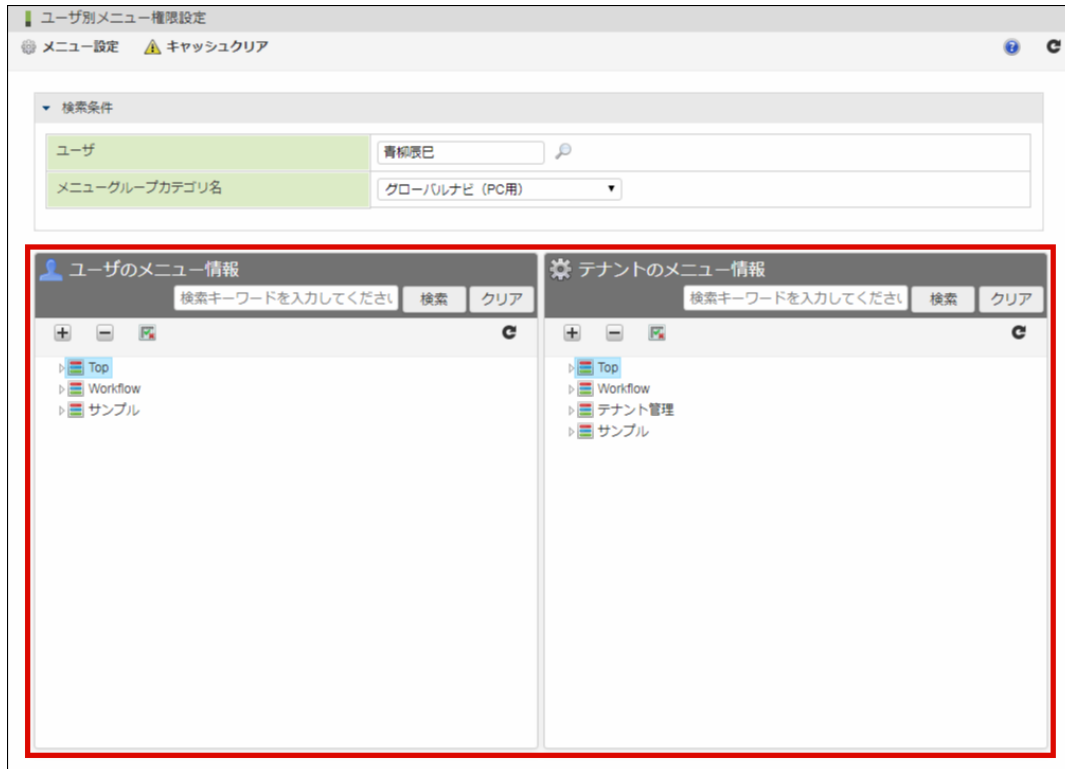 ユーザ別メニュー権限設定
メニュー設定 キャッシュクリア
検索条件
ユーザ 青柳辰巳
メニューグループカテゴリ名 グローバルナビ（PC用）
ユーザのメニュー情報
検索キーワードを入力してくださ 検索 クリア
Top
Workflow
サンプル
テナントのメニュー情報
検索キーワードを入力してくださ 検索 クリア
Top
Workflow
テナント管理
サンプル